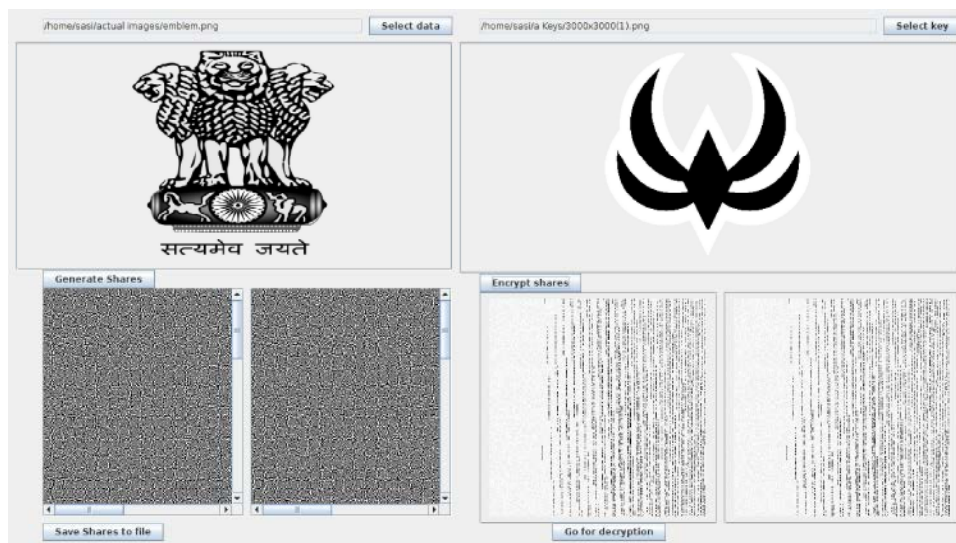 /home/sasi/actual images/emblem.png
Select data
/home/sasi/a Keys/3000x3000(1).png
Select key
सत्यमेव जयते
Generate Shares
Encrypt shares
Save Shares to file
Go for decryption